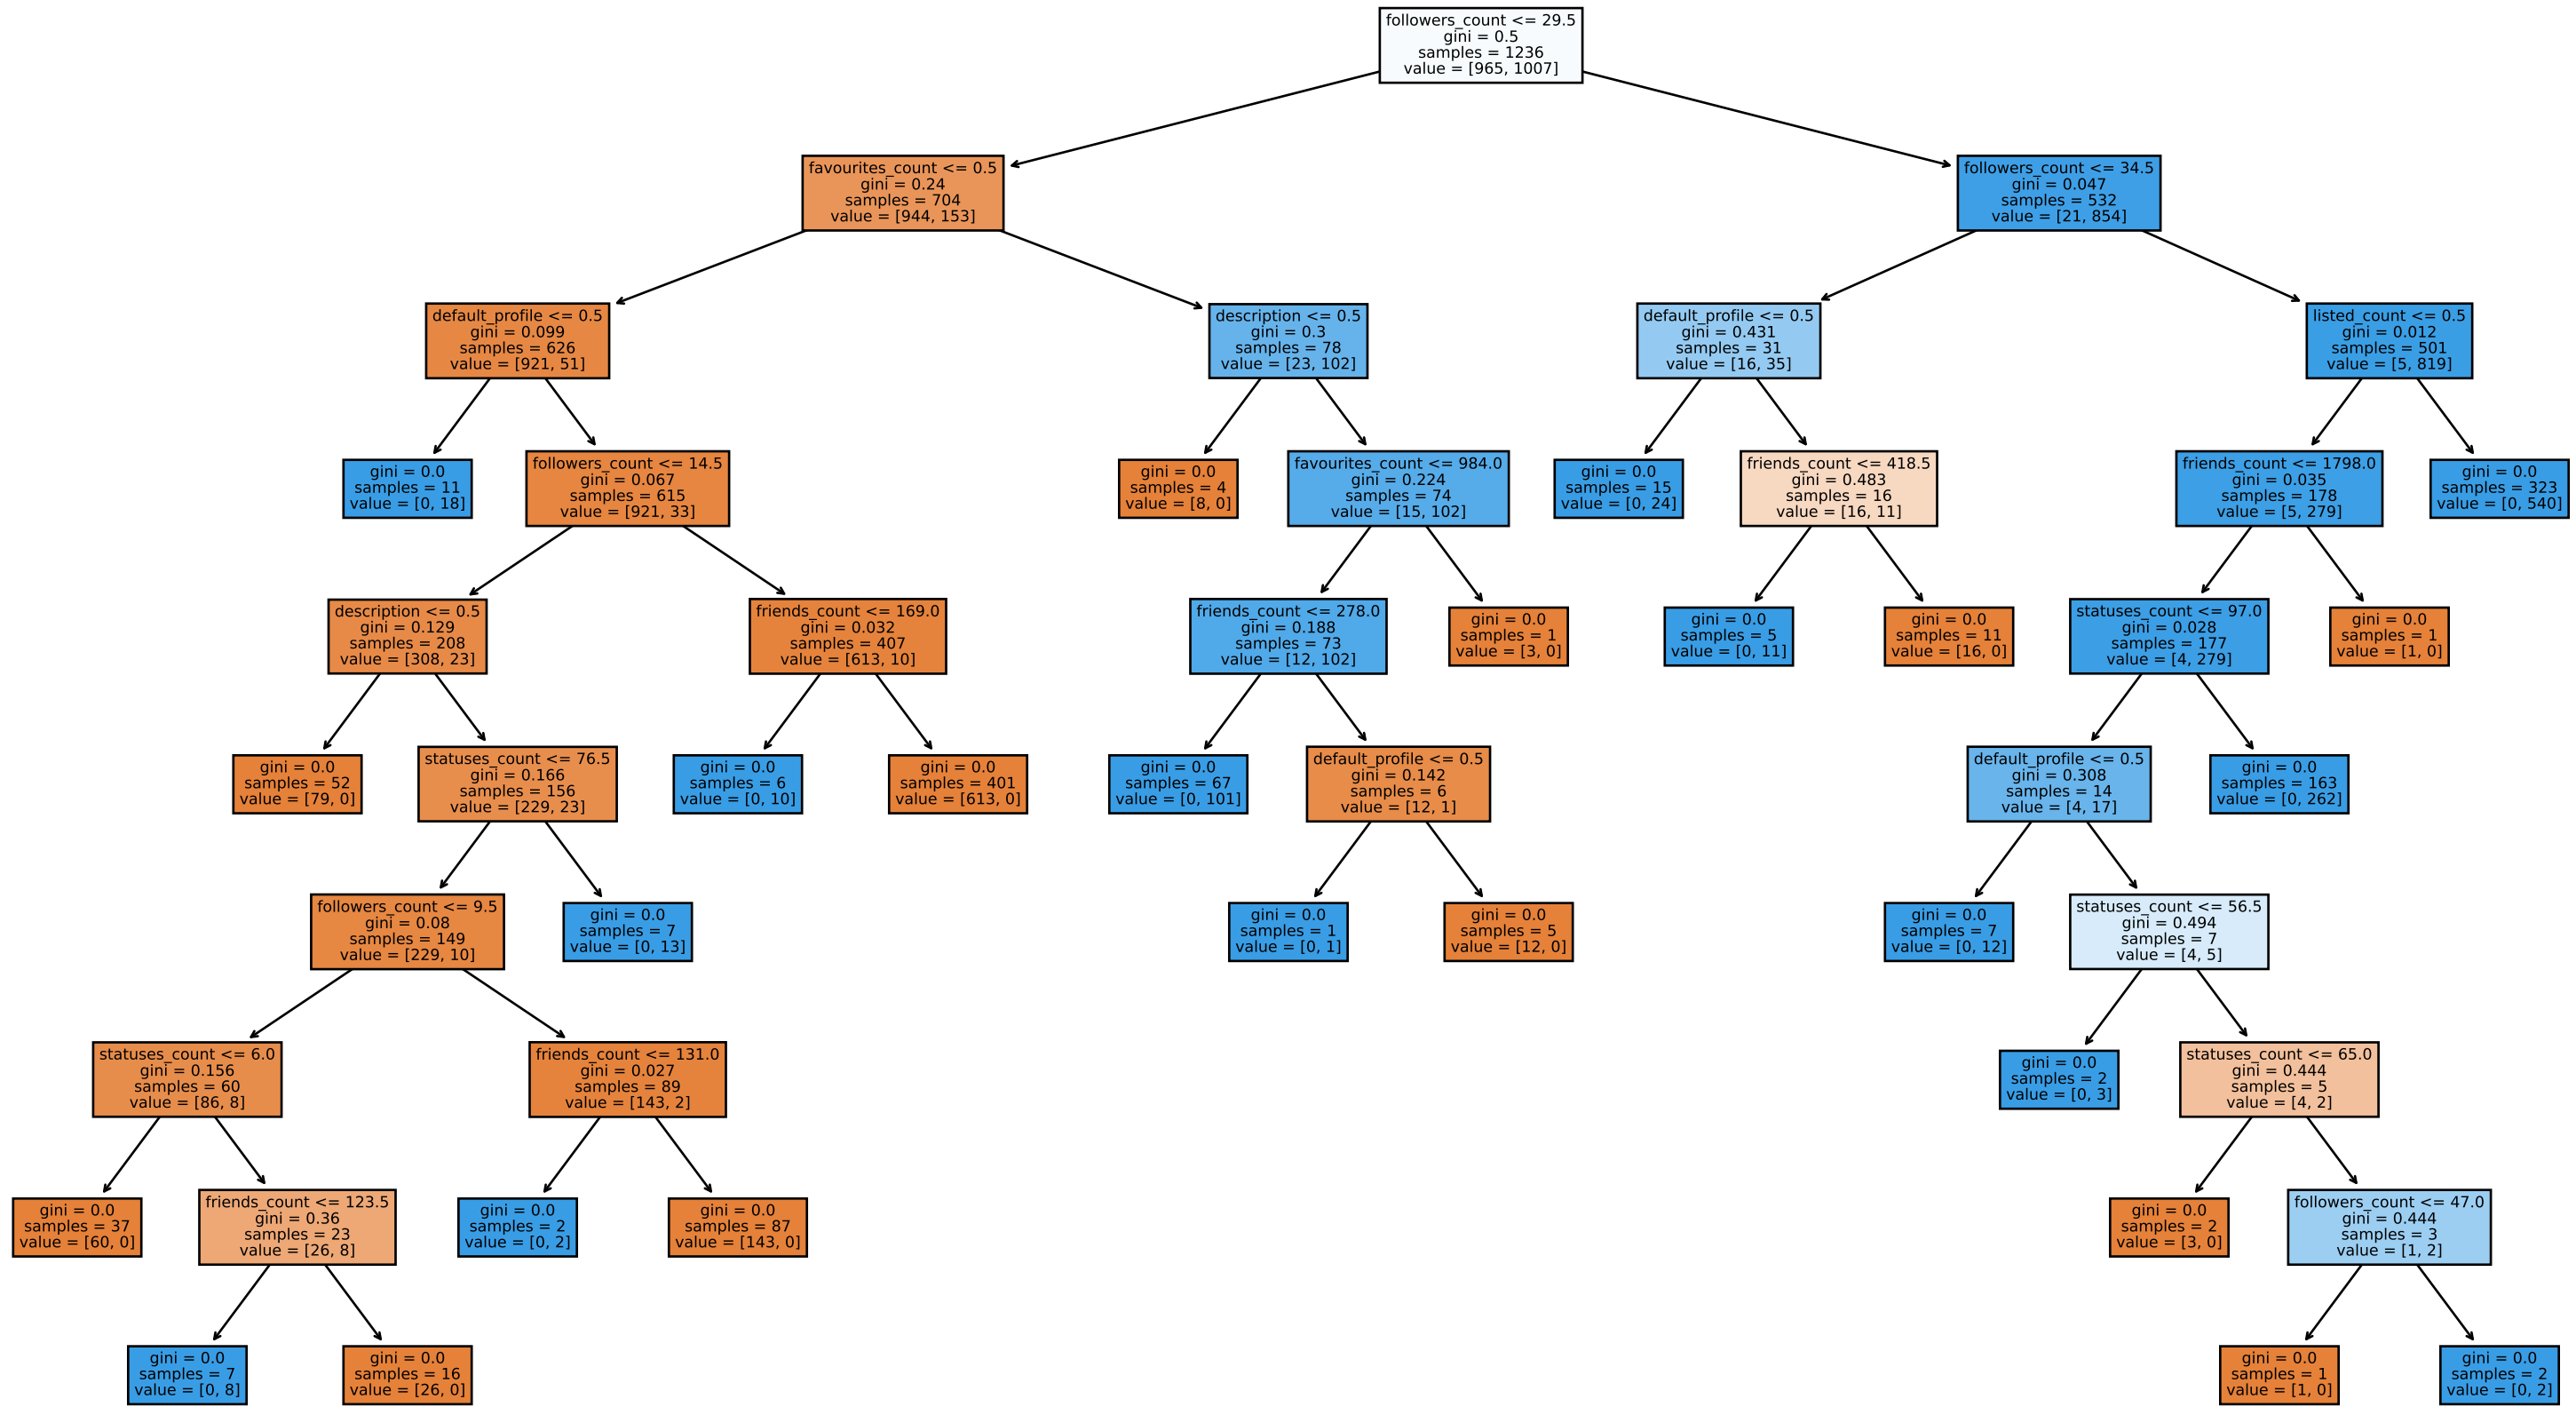 followers_count <= 29.5
gini = 0.5
samples = 1236
value = [965, 1007]
favourites_count <= 0.5
gini = 0.24
samples = 704
value = [944, 153]
followers_count <= 34.5
gini = 0.047
samples = 532
value = [21, 854]
default_profile <= 0.5
gini = 0.099
samples = 626
value = [921, 51]
description <= 0.5
gini = 0.3
samples = 78
value = [23, 102]
default_profile <= 0.5
gini = 0.431
samples = 31
value = [16, 35]
listed_count <= 0.5
gini = 0.012
samples = 501
value = [5, 819]
gini = 0.0
samples = 11
value = [0, 18]
followers_count <= 14.5
gini = 0.067
samples = 615
value = [921, 33]
gini = 0.0
samples = 4
value = [8, 0]
favourites_count <= 984.0
gini = 0.224
samples = 74
value = [15, 102]
gini = 0.0
samples = 15
value = [0, 24]
friends_count <= 418.5
gini = 0.483
samples = 16
value = [16, 11]
friends_count <= 1798.0
gini = 0.035
samples = 178
value = [5, 279]
gini = 0.0
samples = 323
value = [0, 540]
description <= 0.5
gini = 0.129
samples = 208
value = [308, 23]
friends_count <= 169.0
gini = 0.032
samples = 407
value = [613, 10]
friends_count <= 278.0
gini = 0.188
samples = 73
value = [12, 102]
gini = 0.0
samples = 1
value = [3, 0]
gini = 0.0
samples = 5
value = [0, 11]
gini = 0.0
samples = 11
value = [16, 0]
statuses_count <= 97.0
gini = 0.028
samples = 177
value = [4, 279]
gini = 0.0
samples = 1
value = [1, 0]
gini = 0.0
samples = 52
value = [79, 0]
statuses_count <= 76.5
gini = 0.166
samples = 156
value = [229, 23]
gini = 0.0
samples = 6
value = [0, 10]
gini = 0.0
samples = 401
value = [613, 0]
gini = 0.0
samples = 67
value = [0, 101]
default_profile <= 0.5
gini = 0.142
samples = 6
value = [12, 1]
default_profile <= 0.5
gini = 0.308
samples = 14
value = [4, 17]
gini = 0.0
samples = 163
value = [0, 262]
followers_count <= 9.5
gini = 0.08
samples = 149
value = [229, 10]
gini = 0.0
samples = 7
value = [0, 13]
gini = 0.0
samples = 1
value = [0, 1]
gini = 0.0
samples = 5
value = [12, 0]
gini = 0.0
samples = 7
value = [0, 12]
statuses_count <= 56.5
gini = 0.494
samples = 7
value = [4, 5]
statuses_count <= 6.0
gini = 0.156
samples = 60
value = [86, 8]
friends_count <= 131.0
gini = 0.027
samples = 89
value = [143, 2]
gini = 0.0
samples = 2
value = [0, 3]
statuses_count <= 65.0
gini = 0.444
samples = 5
value = [4, 2]
gini = 0.0
samples = 37
value = [60, 0]
friends_count <= 123.5
gini = 0.36
samples = 23
value = [26, 8]
gini = 0.0
samples = 2
value = [0, 2]
gini = 0.0
samples = 87
value = [143, 0]
gini = 0.0
samples = 2
value = [3, 0]
followers_count <= 47.0
gini = 0.444
samples = 3
value = [1, 2]
gini = 0.0
samples = 7
value = [0, 8]
gini = 0.0
samples = 16
value = [26, 0]
gini = 0.0
samples = 1
value = [1, 0]
gini = 0.0
samples = 2
value = [0, 2]